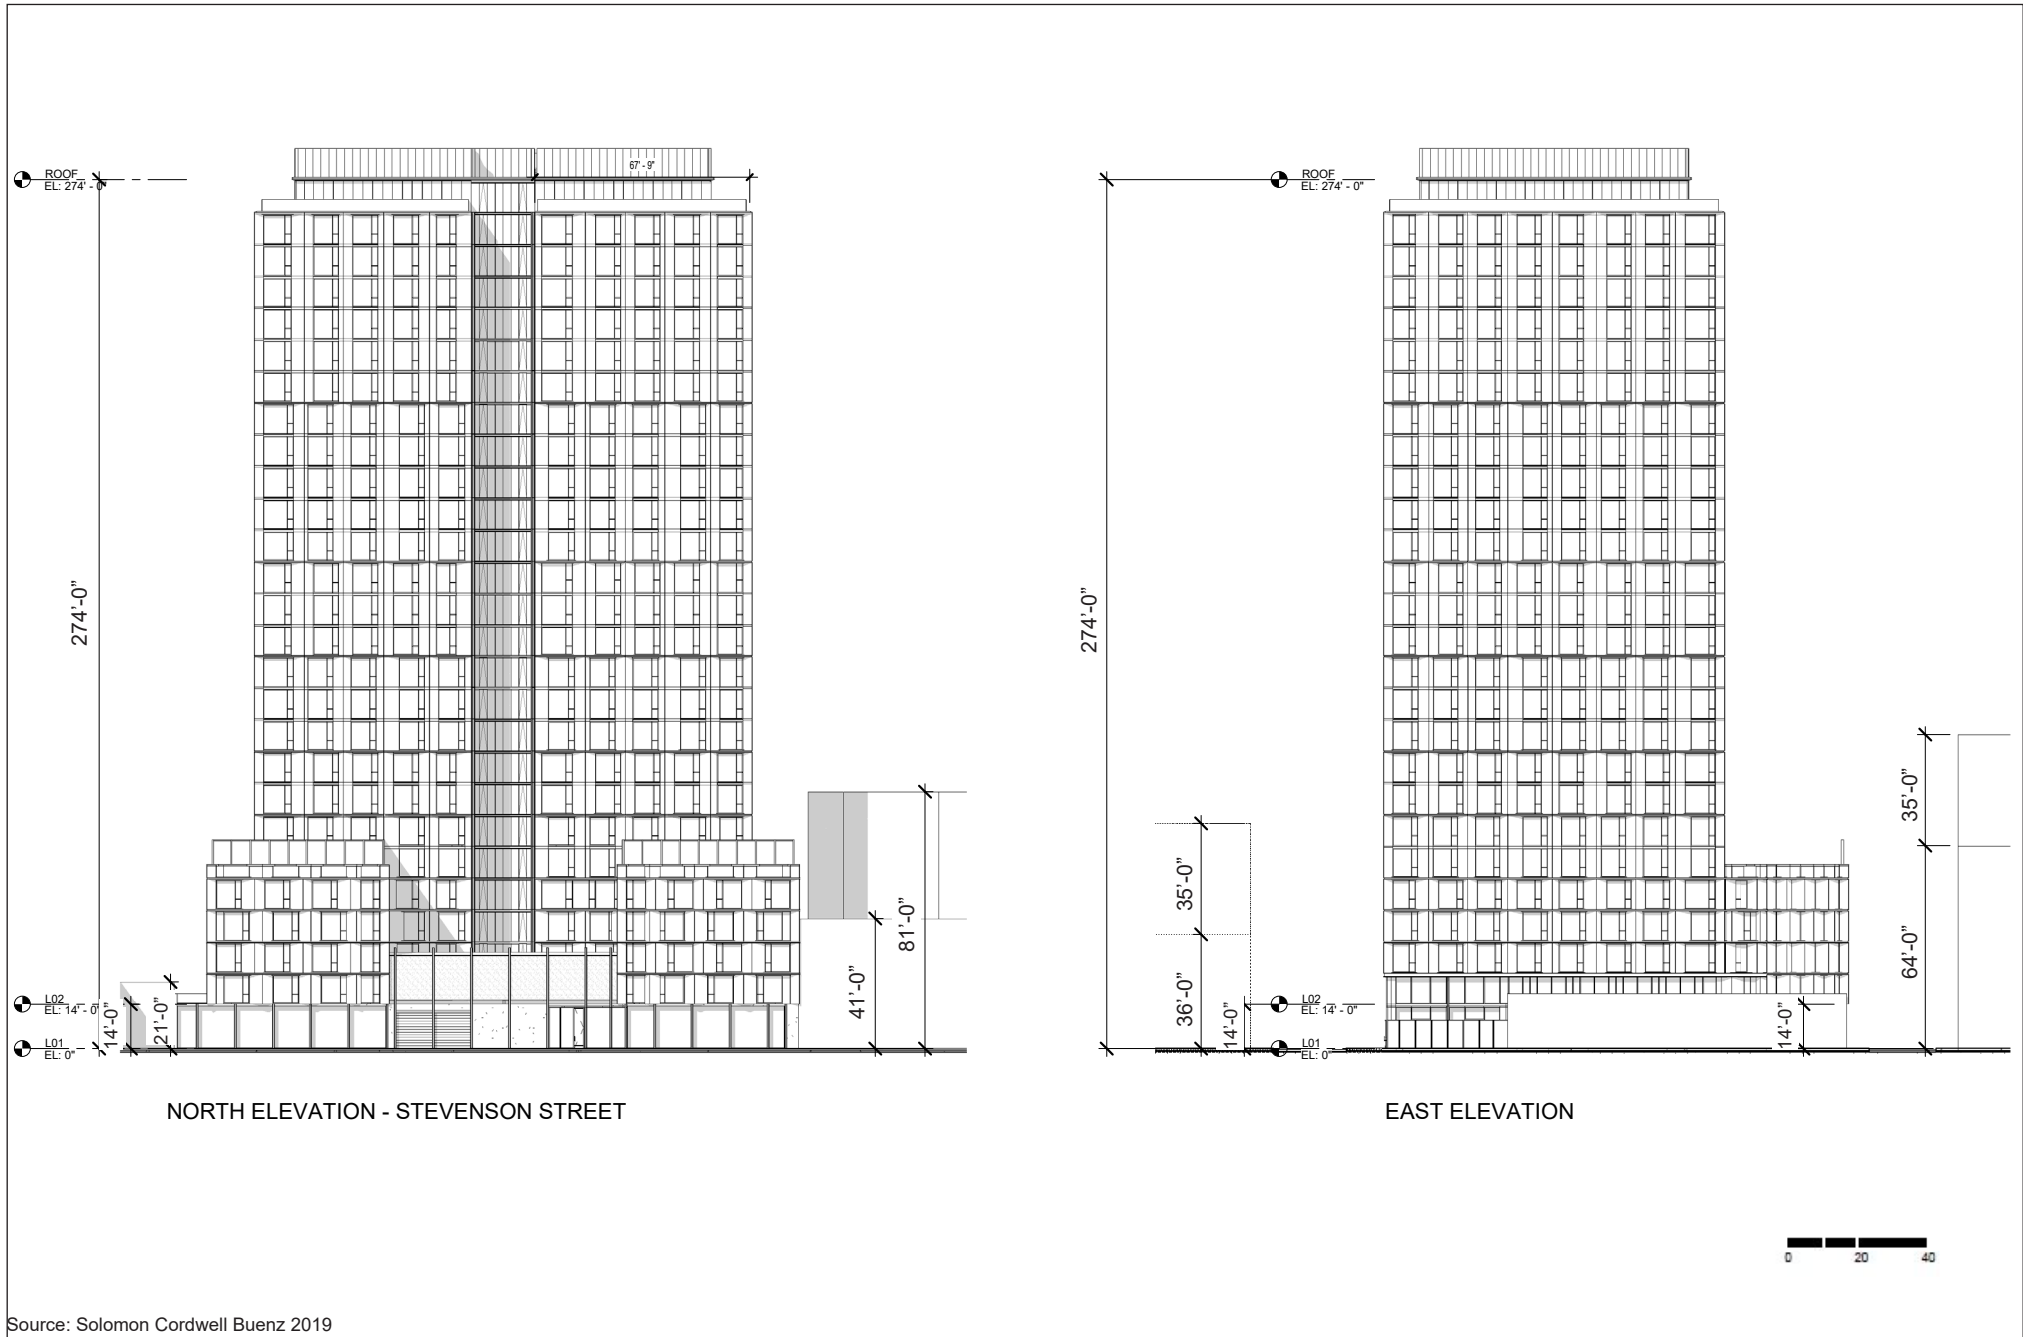 ROOF
EL: 274' - 0"
67' - 9"
274'-0"
81'-0"
41'-0"
L02
EL: 14' - 0"
14'-0"
21'-0"
L01
EL: 0"
NORTH ELEVATION - STEVENSON STREET
ROOF
EL: 274' - 0"
274'-0"
35'-0"
35'-0"
64'-0"
36'-0"
L02
EL: 14' - 0"
14'-0"
14'-0"
L01
EL: 0"
EAST ELEVATION
0 20 40
Source: Solomon Cordwell Buenz 2019